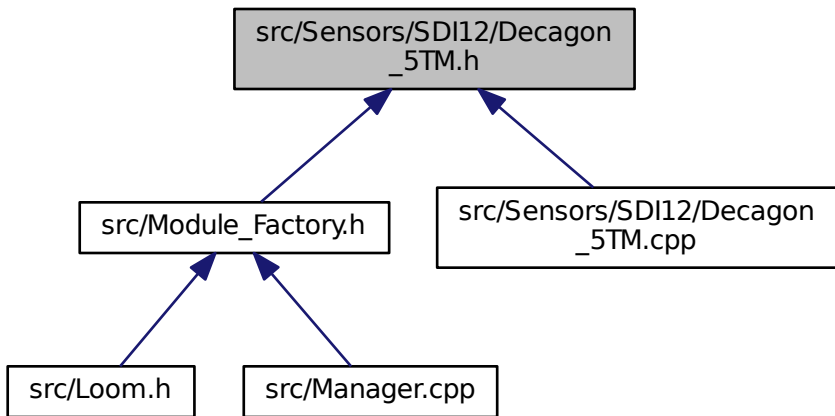 src/Sensors/SDI12/Decagon
_5TM.h
src/Module_Factory.h
src/Sensors/SDI12/Decagon
_5TM.cpp
src/Loom.h
src/Manager.cpp